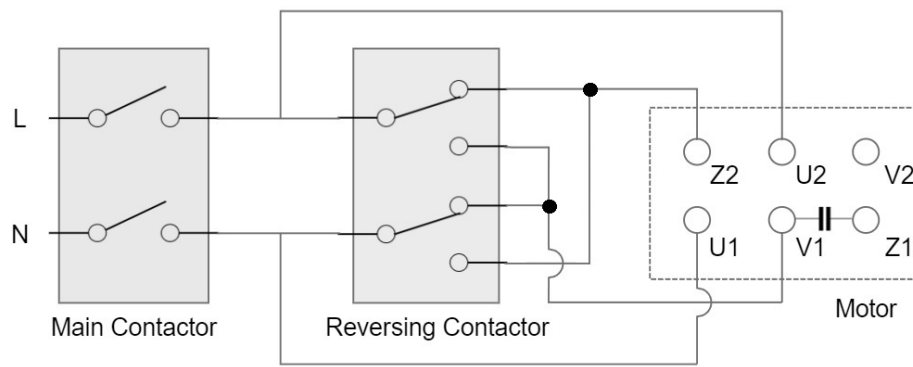 L
N
Z2
U2
V2
U1
V1
Z1
Main Contactor
Reversing Contactor
Motor